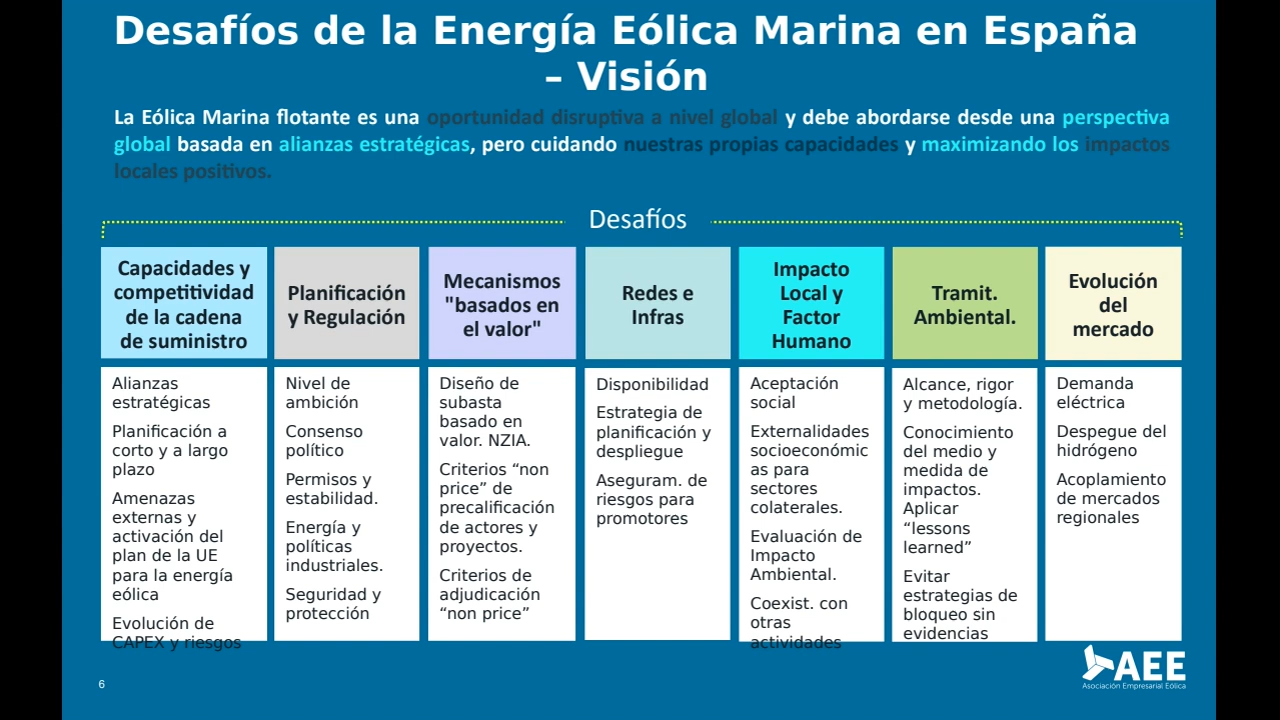 Desafíos de la Energía Eólica Marina en España
– Visión
La Eólica Marina flotante es una oportunidad disruptiva a nivel global y debe abordarse desde una perspectiva
global basada en alianzas estratégicas, pero cuidando nuestras propias capacidades y maximizando los impactos
locales positivos.
Desafíos
Capacidades y
competitividad
de la cadena
de suministro
Alianzas
estratégicas
Planificación a
corto y a largo
plazo
Amenazas
externas y
activación del
plan de la UE
para la energía
eólica
Evolución de
CAPEX y riesgos
Planificación
y Regulación
Nivel de
ambición
Consenso
político
Permisos y
estabilidad.
Energía y
políticas
industriales.
Seguridad y
protección
Mecanismos
"basados en
el valor"
Diseño de
subasta
basado en
valor. NZIA.
Criterios “non
price” de
precalificación
de actores y
proyectos.
Criterios de
adjudicación
“non price”
Redes e
Infras
Disponibilidad
Estrategia de
planificación y
despliegue
Aseguram. de
riesgos para
promotores
Impacto
Local y
Factor
Humano
Aceptación
social
Externalidades
socioeconómic
as para
sectores
colaterales.
Evaluación de
Impacto
Ambiental.
Coexist. con
otras
actividades
Tramit.
Ambiental.
Alcance, rigor
y metodología.
Conocimiento
del medio y
medida de
impactos.
Aplicar
“lessons
learned”
Evitar
estrategias de
bloqueo sin
evidencias
Evolución
del
mercado
Demanda
eléctrica
Despegue del
hidrógeno
Acoplamiento
de mercados
regionales
6
AEE
Asociación Empresarial Eólica